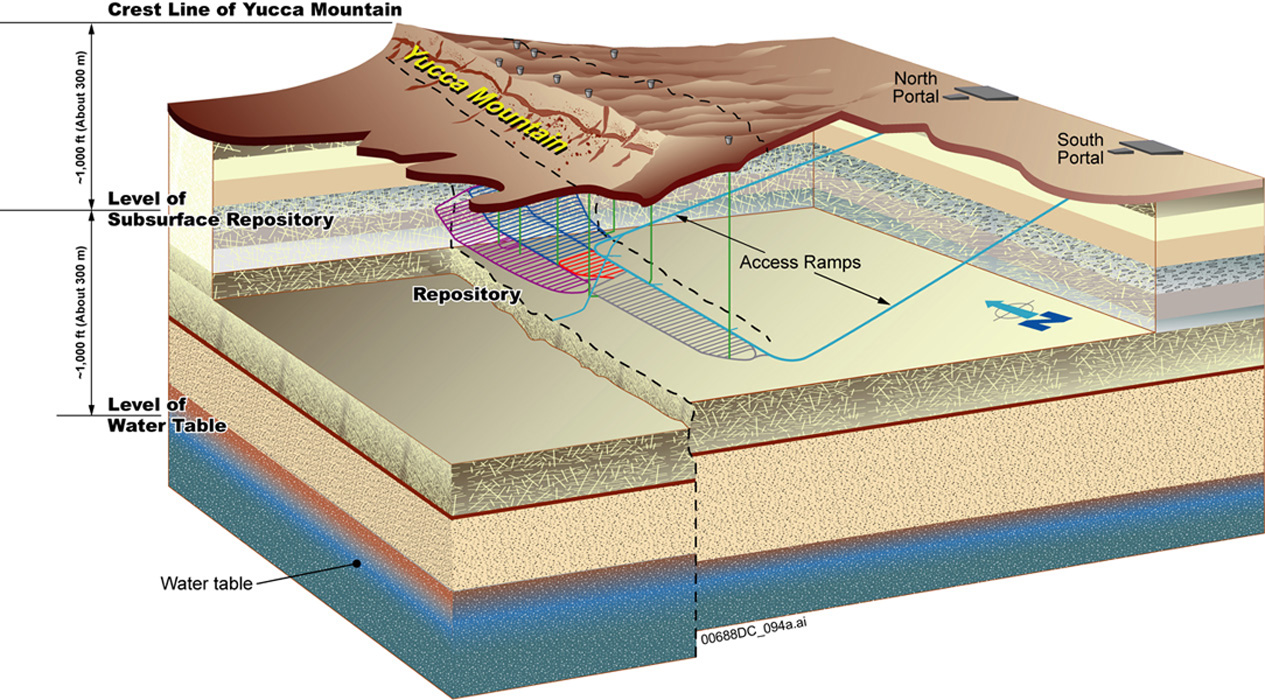 Crest Line of Yucca Mountain
~1,000 ft (About 300 m)
Yucca Mountain
North
Portal
South
Portal
Level of
Subsurface Repository
Access Ramps
Repository
N
~1,000 ft (About 300 m)
Level of
Water Table
Water table
00688DC_094a.ai